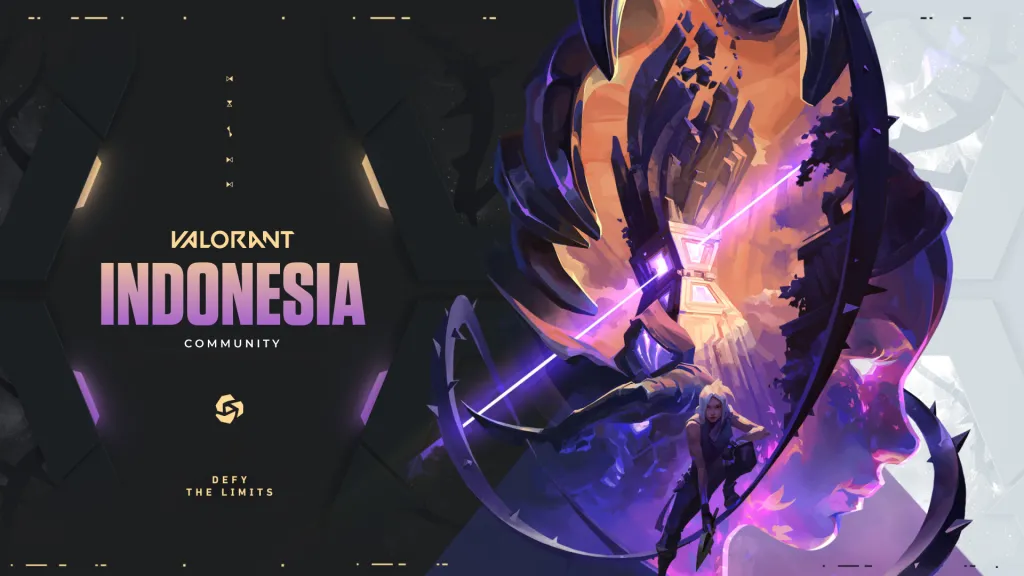 VALORANT
INDONESIA
COMMUNITY
DEFY
THE LIMITS